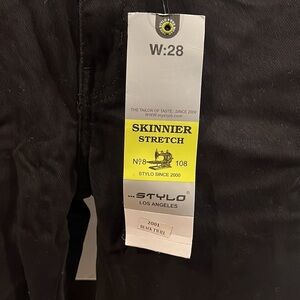 W:28
THE TAILOR OF TASTE, SINCE 2000
SKINNIER
STRETCH
Nº8 108
STYLO SINCE 2000
...STYLO®
LOS ANGELES
2001